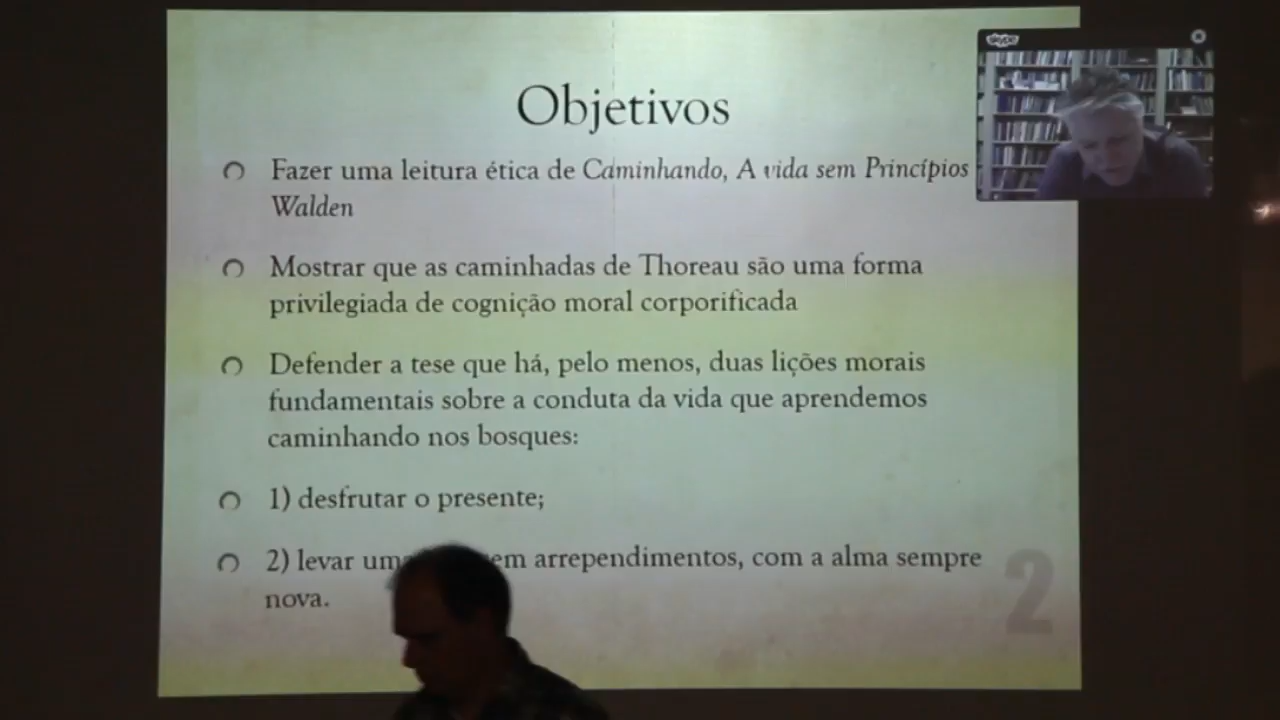 skype
Objetivos
Fazer uma leitura ética de Caminhando, A vida sem Princípios
Walden
Mostrar que as caminhadas de Thoreau são uma forma
privilegiada de cognição moral corporificada
Defender a tese que há, pelo menos, duas lições morais
fundamentais sobre a conduta da vida que aprendemos
caminhando nos bosques:
1) desfrutar o presente;
2) levar em arrependimentos, com a alma sempre
nova.
2